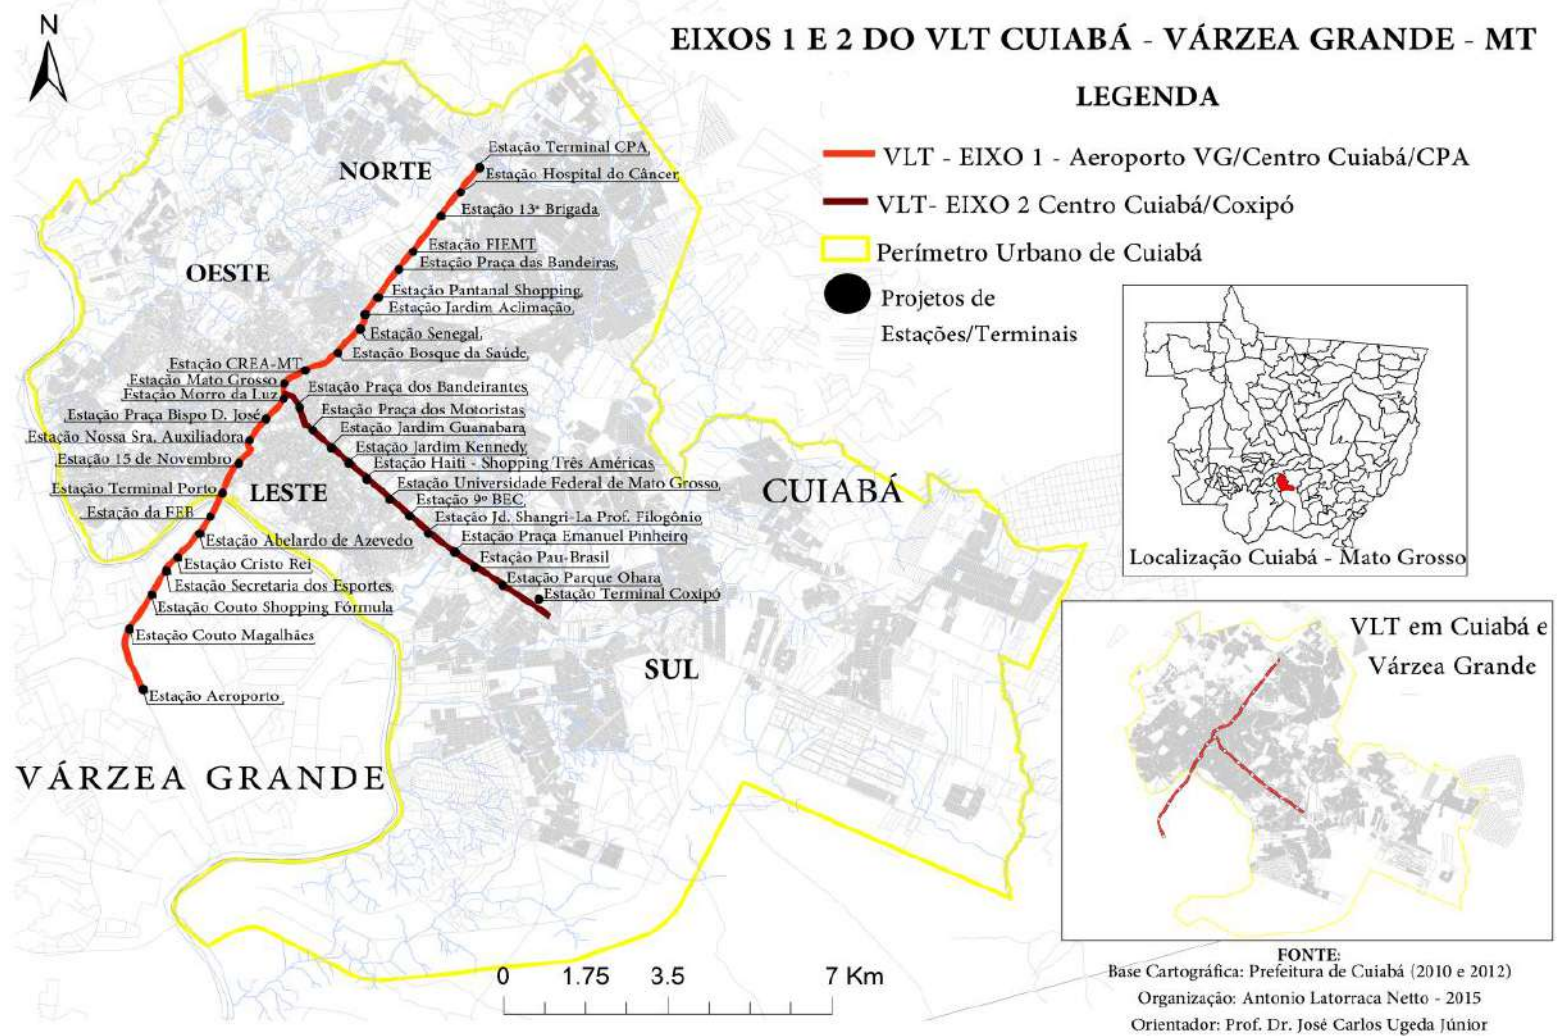 N
EIXOS 1 E 2 DO VLT CUIABÁ - VÁRZEA GRANDE - MT
LEGENDA
VLT - EIXO 1 - Aeroporto VG/Centro Cuiabá/CPA
VLT- EIXO 2 Centro Cuiabá/Coxipó
Perímetro Urbano de Cuiabá
Projetos de
Estações/Terminais
NORTE
OESTE
LESTE
SUL
CUIABÁ
VÁRZEA GRANDE
Estação Terminal CPA
Estação Hospital do Câncer
Estação 13ª Brigada
Estação FIEMT
Estação Praça das Bandeiras
Estação Pantanal Shopping
Estação Jardim Aclimação
Estação Senegal
Estação Bosque da Saúde
Estação CREA-MT
Estação Mato Grosso
Estação Morro da Luz
Estação Praça Bispo D. José
Estação Nossa Sra. Auxiliadora
Estação 15 de Novembro
Estação Terminal Porto
Estação da FEB
Estação Abelardo de Azevedo
Estação Cristo Rei
Estação Secretaria dos Esportes
Estação Couto Shopping Fórmula
Estação Couto Magalhães
Estação Aeroporto
Estação Praça dos Bandeirantes
Estação Praça dos Motoristas
Estação Jardim Guanabara
Estação Jardim Kennedy
Estação Haiti - Shopping Três Américas
Estação Universidade Federal de Mato Grosso
Estação 9º BEC
Estação Jd. Shangri-La Prof. Filogônio
Estação Praça Emanuel Pinheiro
Estação Pau-Brasil
Estação Parque Ohara
Estação Terminal Coxipó
Localização Cuiabá - Mato Grosso
VLT em Cuiabá e
Várzea Grande
0 1.75 3.5 7 Km
FONTE:
Base Cartográfica: Prefeitura de Cuiabá (2010 e 2012)
Organização: Antonio Latorraca Netto - 2015
Orientador: Prof. Dr. José Carlos Ugeda Júnior